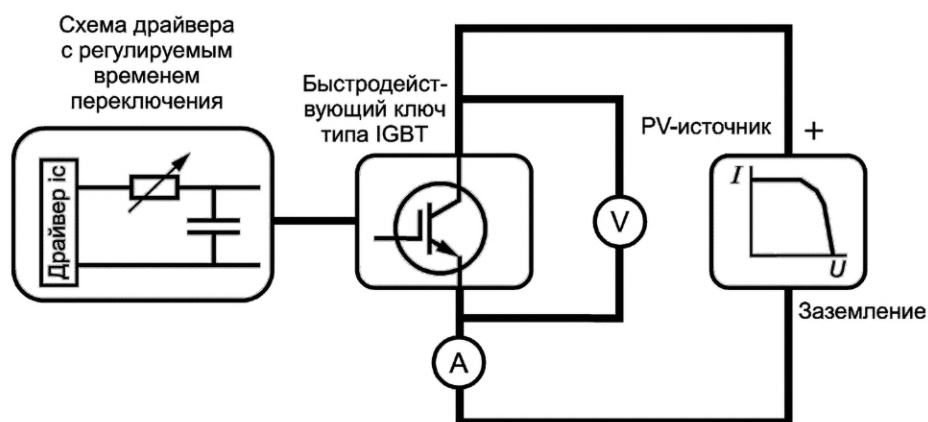 Схема драйвера
с регулируемым
временем
переключения
Быстродейст-
вующий ключ
типа IGBT
PV-источник
+
Драйвер ic
V
I
U
Заземление
A